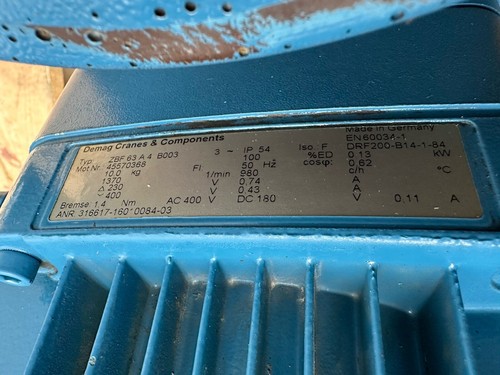 Demag Cranes & Components Made in Germany
Typ: ZBF 63 A 4 B003 3 ~ IP 54 Iso. F EN60034-1
Mot.Nr. 45570388 100 %ED DRF200-B14-1-84
10.0 kg FI 50 Hz cosφ: 0.13 kW
1370 1/min 980 0.62
Δ 230 V 0.74 A c/h °C
400 V 0.43 A
Bremse 1,4 Nm AC 400 V DC 180 V 0.11 A
ANR 316617-160 0084-03